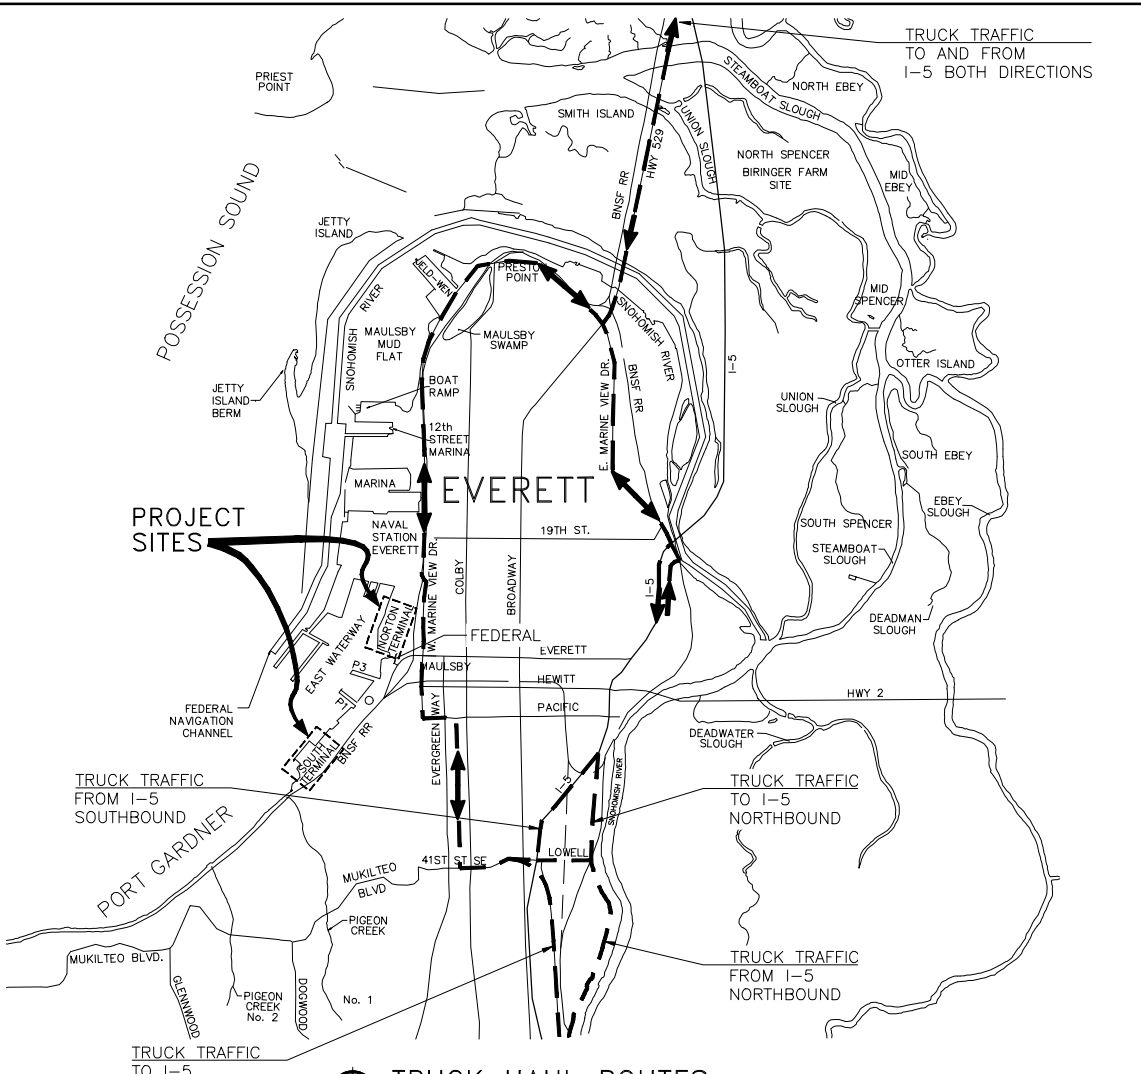 TRUCK TRAFFIC
TO AND FROM
I-5 BOTH DIRECTIONS
PRIEST
POINT
STEAMBOAT SLOUGH
NORTH EBEY
SMITH ISLAND
UNION SLOUGH
HWY 529
NORTH SPENCER
BIRINGER FARM
SITE
MID
EBEY
BNSF RR
POSSESSION SOUND
JETTY
ISLAND
JELD-WEN
PRESTO
POINT
SNOHOMISH
RIVER
MID
SPENCER
SNOHOMISH RIVER
MAULSBY
MUD
FLAT
MAULSBY
SWAMP
I-5
BNSF RR
OTTER ISLAND
E. MARINE VIEW DR.
JETTY
ISLAND
BERM
BOAT
RAMP
UNION
SLOUGH
12th
STREET
MARINA
SOUTH EBEY
MARINA
EVERETT
EBEY
SLOUGH
PROJECT
SITES
NAVAL
STATION
EVERETT
19TH ST.
SOUTH SPENCER
STEAMBOAT
SLOUGH
W. MARINE VIEW DR.
COLBY
BROADWAY
I-5
NORTON
TERMINAL
DEADMAN
SLOUGH
EAST WATERWAY
FEDERAL
EVERETT
P3
MAULSBY
HEWITT
HWY 2
P1
PACIFIC
FEDERAL
NAVIGATION
CHANNEL
EVERGREEN WAY
DEADWATER
SLOUGH
BNSF RR
SOUTH
TERMINAL
TRUCK TRAFFIC
FROM I-5
SOUTHBOUND
I-5
SNOHOMISH RIVER
TRUCK TRAFFIC
TO I-5
NORTHBOUND
PORT GARDNER
41ST ST SE
LOWELL
MUKILTEO
BLVD
PIGEON
CREEK
No. 1
MUKILTEO BLVD.
TRUCK TRAFFIC
FROM I-5
NORTHBOUND
GLENNWOOD
PIGEON
CREEK
No. 2
DOGWOOD
TRUCK TRAFFIC
TO I-5
TRUCK HAUL ROUTES